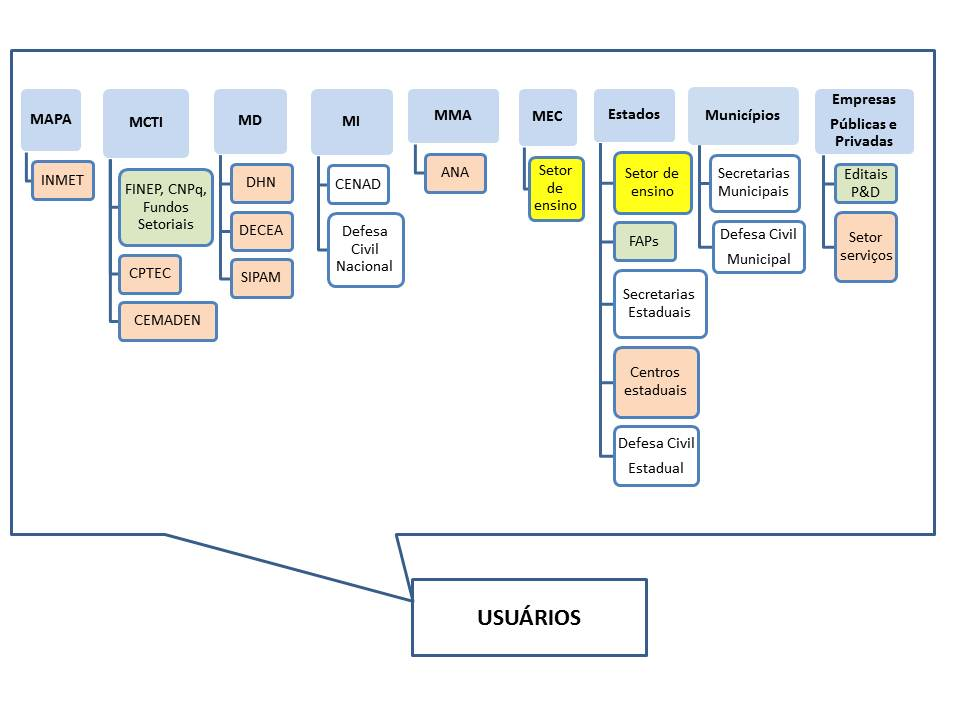 MAPA
INMET
MCTI
FINEP, CNPq,
Fundos
Setoriais
CPTEC
CEMADEN
MD
DHN
DECEA
SIPAM
MI
CENAD
Defesa
Civil
Nacional
MMA
ANA
MEC
Setor
de
ensino
Estados
Setor de
ensino
FAPs
Secretarias
Estaduais
Centros
estaduais
Defesa Civil
Estadual
Municípios
Secretarias
Municipais
Defesa Civil
Municipal
Empresas
Públicas e
Privadas
Editais
P&D
Setor
serviços
USUÁRIOS